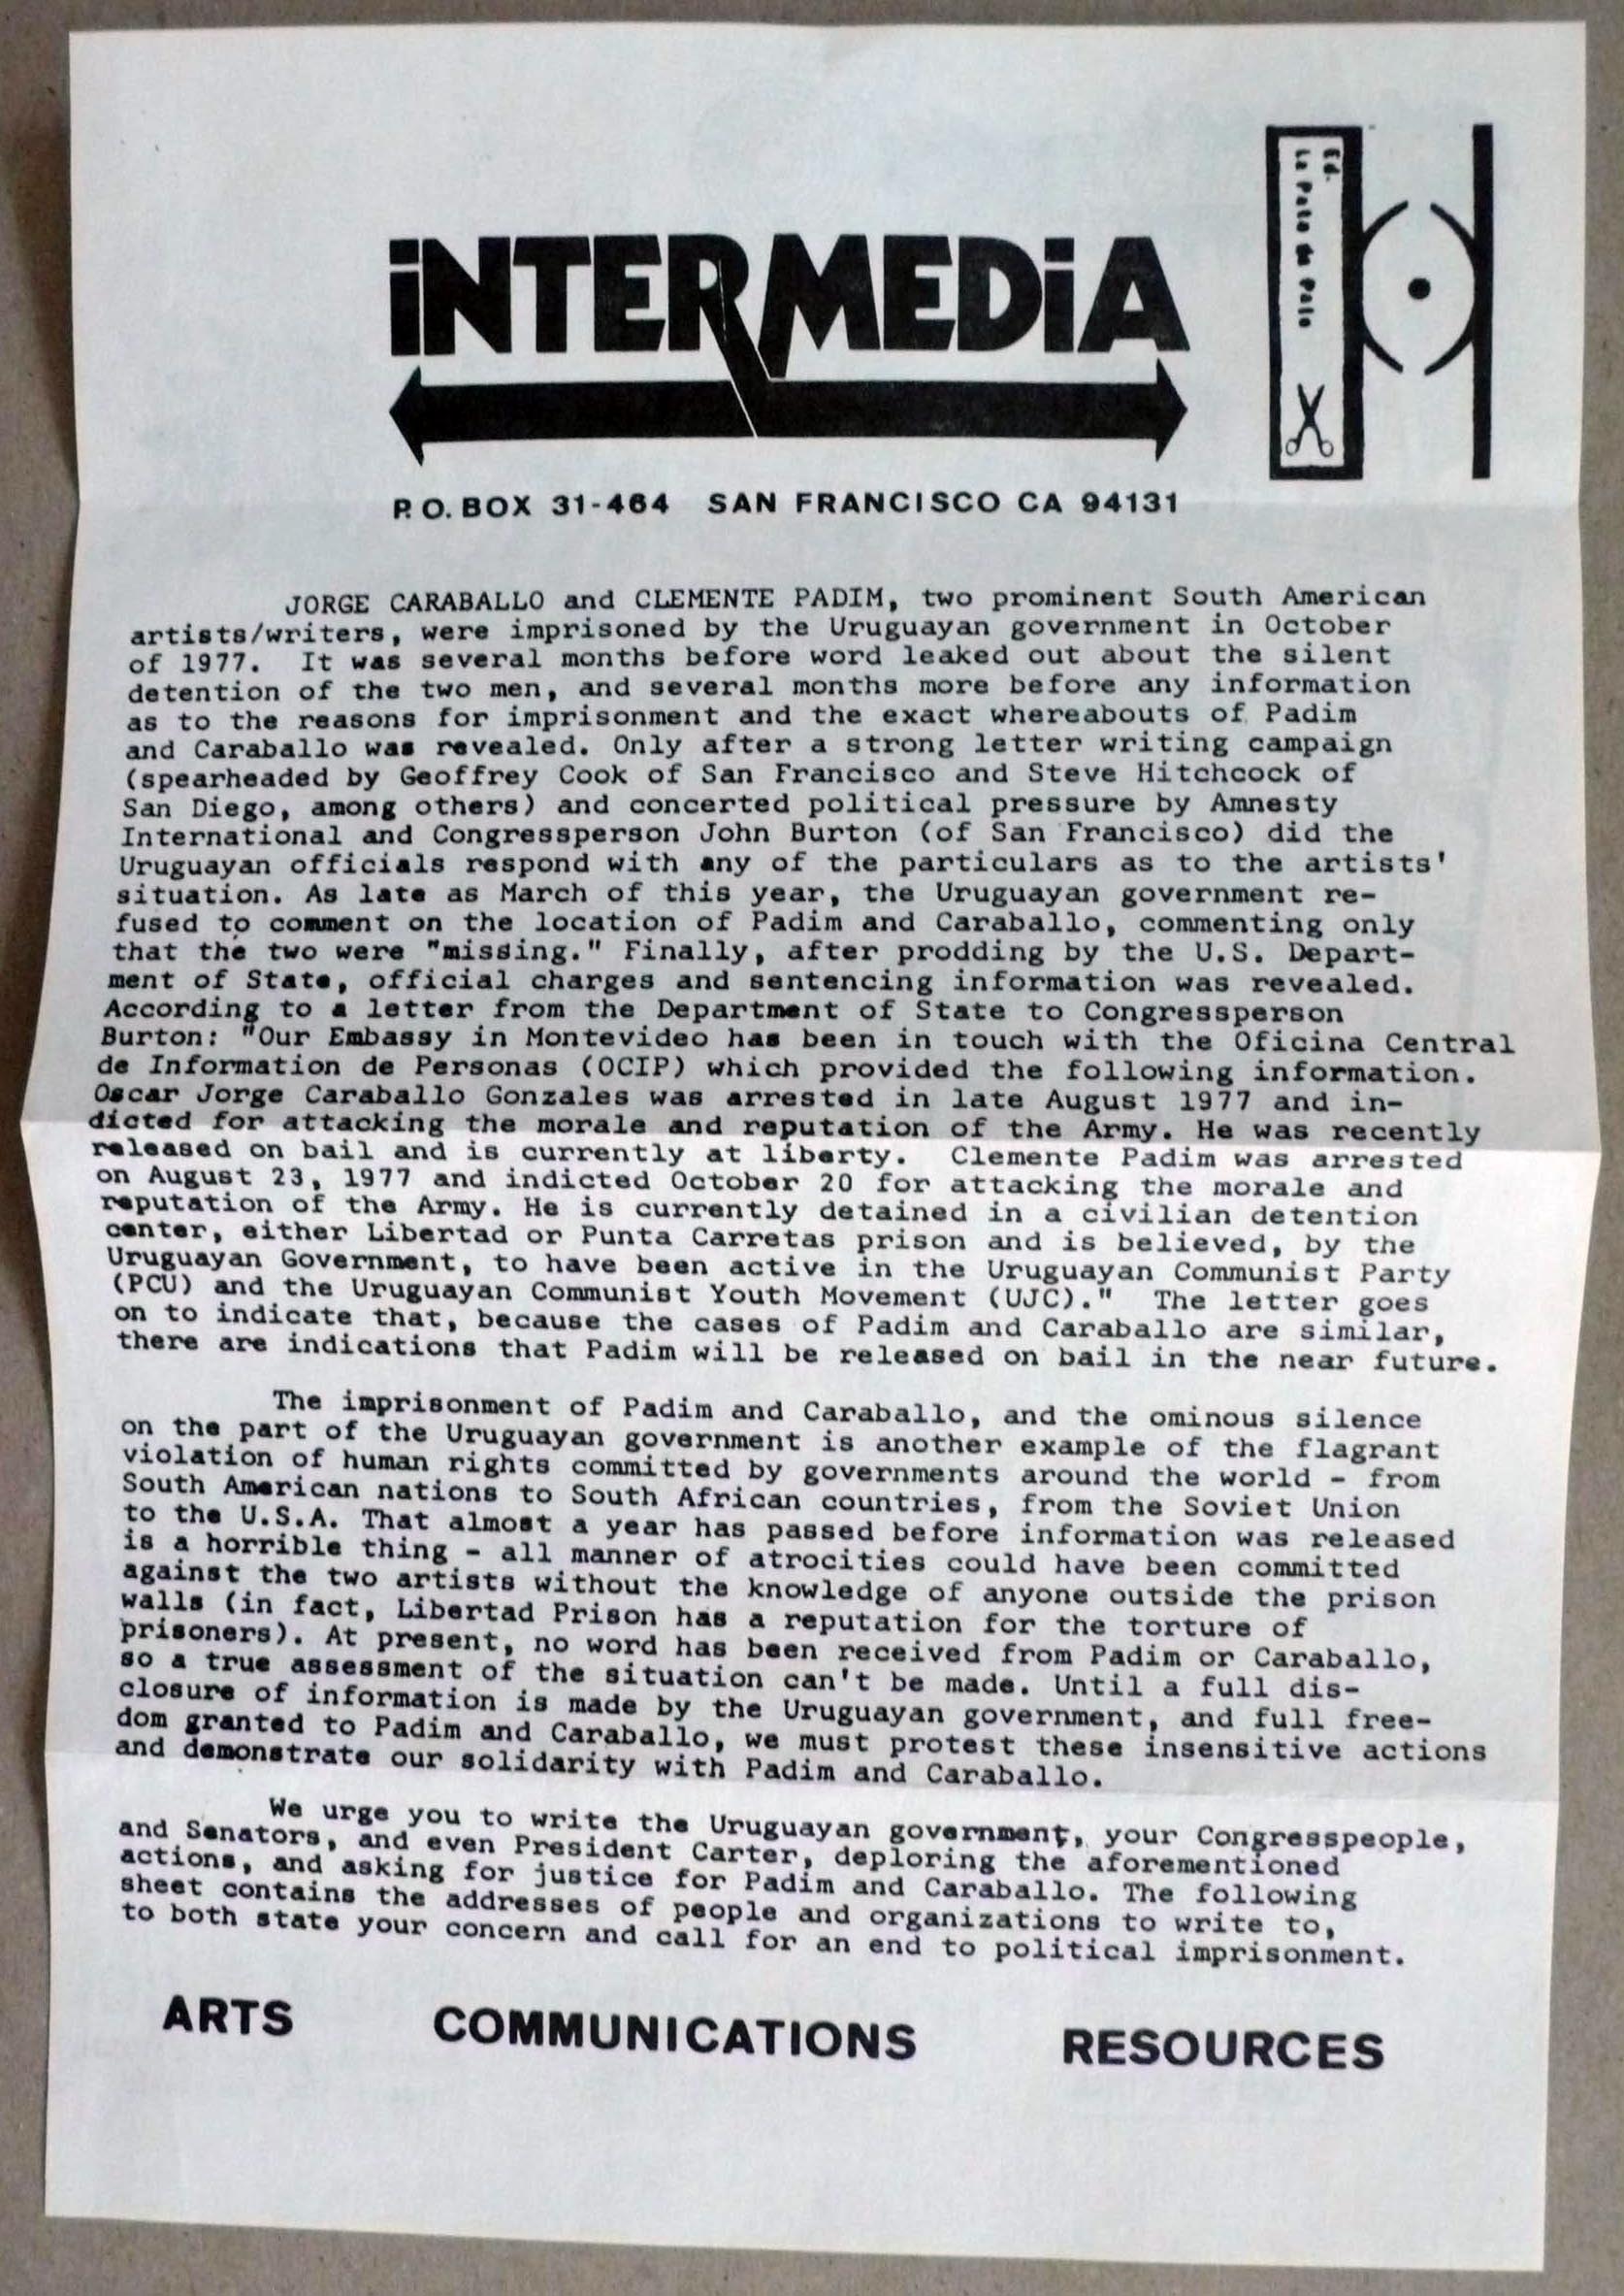 Ed.
La Pata de Palo
iNTERMEDiA
P.O. BOX 31-464 SAN FRANCISCO CA 94131
JORGE CARABALLO and CLEMENTE PADIM, two prominent South American
artists/writers, were imprisoned by the Uruguayan government in October
of 1977. It was several months before word leaked out about the silent
detention of the two men, and several months more before any information
as to the reasons for imprisonment and the exact whereabouts of Padim
and Caraballo was revealed. Only after a strong letter writing campaign
(spearheaded by Geoffrey Cook of San Francisco and Steve Hitchcock of
San Diego, among others) and concerted political pressure by Amnesty
International and Congressperson John Burton (of San Francisco) did the
Uruguayan officials respond with any of the particulars as to the artists'
situation. As late as March of this year, the Uruguayan government re-
fused to comment on the location of Padim and Caraballo, commenting only
that the two were "missing." Finally, after prodding by the U.S. Depart-
ment of State, official charges and sentencing information was revealed.
According to a letter from the Department of State to Congressperson
Burton: "Our Embassy in Montevideo has been in touch with the Oficina Central
de Information de Personas (OCIP) which provided the following information.
Oscar Jorge Caraballo Gonzales was arrested in late August 1977 and in-
dicted for attacking the morale and reputation of the Army. He was recently
released on bail and is currently at liberty. Clemente Padim was arrested
on August 23, 1977 and indicted October 20 for attacking the morale and
reputation of the Army. He is currently detained in a civilian detention
center, either Libertad or Punta Carretas prison and is believed, by the
Uruguayan Government, to have been active in the Uruguayan Communist Party
(PCU) and the Uruguayan Communist Youth Movement (UJC)." The letter goes
on to indicate that, because the cases of Padim and Caraballo are similar,
there are indications that Padim will be released on bail in the near future.
The imprisonment of Padim and Caraballo, and the ominous silence
on the part of the Uruguayan government is another example of the flagrant
violation of human rights committed by governments around the world - from
South American nations to South African countries, from the Soviet Union
to the U.S.A. That almost a year has passed before information was released
is a horrible thing - all manner of atrocities could have been committed
against the two artists without the knowledge of anyone outside the prison
walls (in fact, Libertad Prison has a reputation for the torture of
prisoners). At present, no word has been received from Padim or Caraballo,
so a true assessment of the situation can't be made. Until a full dis-
closure of information is made by the Uruguayan government, and full free-
dom granted to Padim and Caraballo, we must protest these insensitive actions
and demonstrate our solidarity with Padim and Caraballo.
We urge you to write the Uruguayan government, your Congresspeople,
and Senators, and even President Carter, deploring the aforementioned
actions, and asking for justice for Padim and Caraballo. The following
sheet contains the addresses of people and organizations to write to,
to both state your concern and call for an end to political imprisonment.
ARTS COMMUNICATIONS RESOURCES